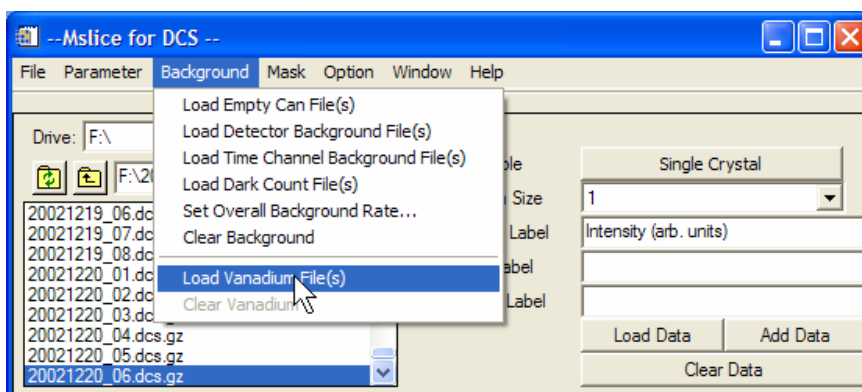 --Mslice for DCS --
File Parameter Background Mask Option Window Help
Load Empty Can File(s)
Load Detector Background File(s)
Load Time Channel Background File(s)
Load Dark Count File(s)
Set Overall Background Rate...
Clear Background
Load Vanadium File(s)
Clear Vanadium
Drive: F:\
F:\20
20021219_06.dc
20021219_07.dc
20021219_08.dc
20021220_01.dc
20021220_02.dc
20021220_03.dc
20021220_04.dcs.gz
20021220_05.dcs.gz
20021220_06.dcs.gz
Single Crystal
Size 1
Label Intensity (arb. units)
Label
Load Data Add Data
Clear Data